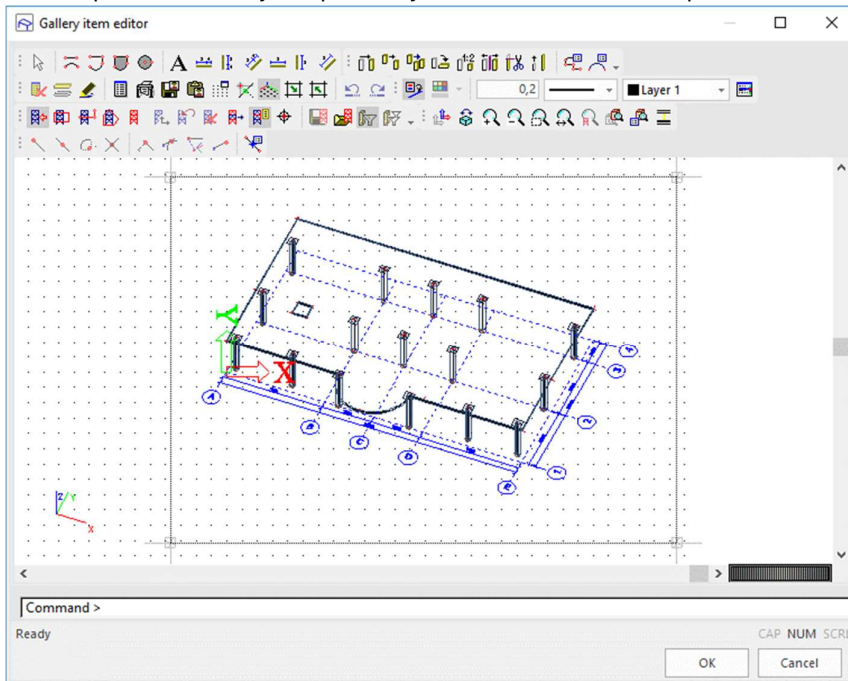 Gallery item editor
A
0,2
Layer 1
Y
X
A
B
C
D
1
2
3
4
Z Y
X
Command >
Ready
CAP NUM SCRL
OK
Cancel